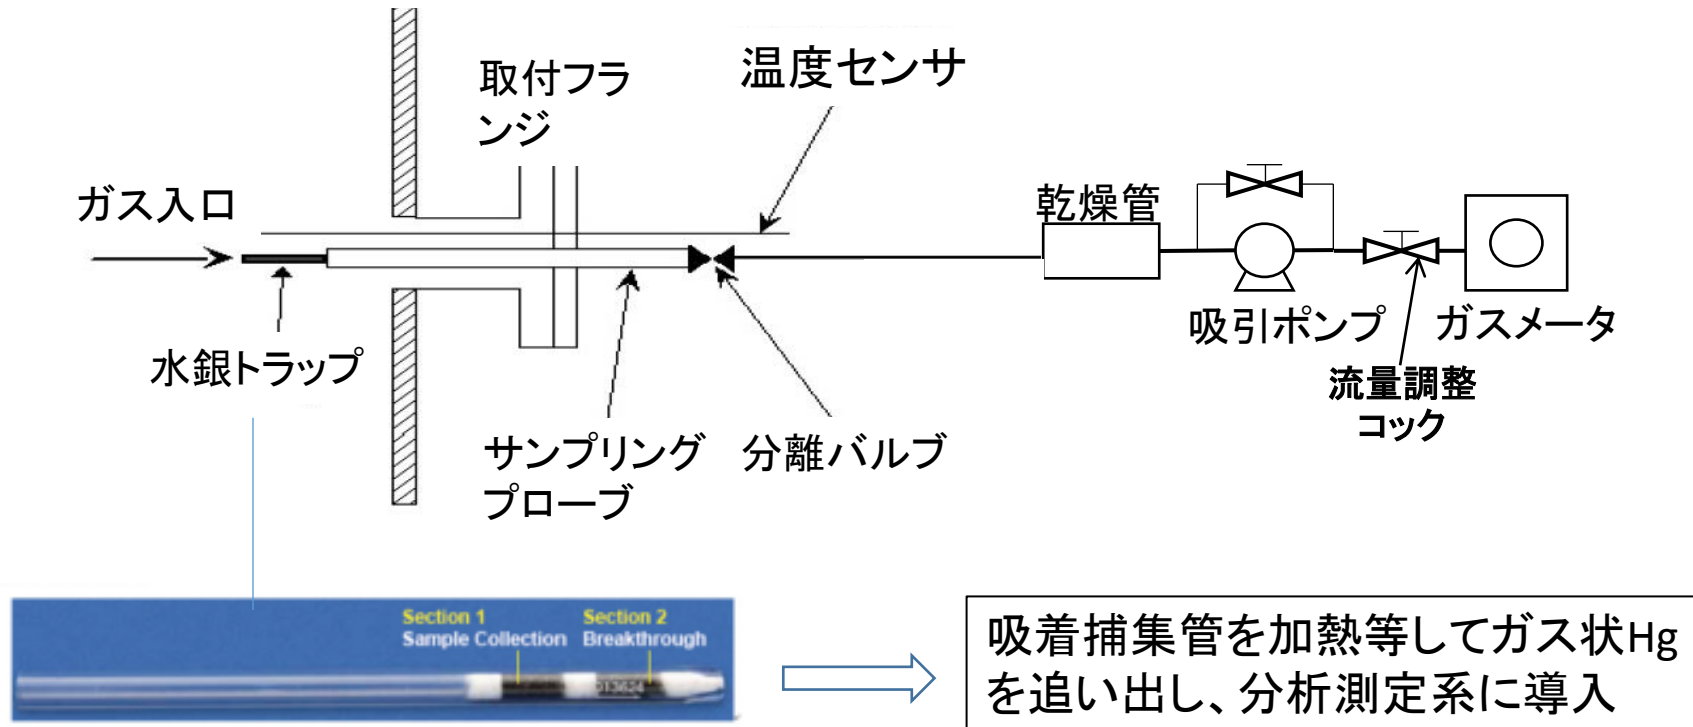 取付フラ
ンジ
温度センサ
ガス入口
乾燥管
水銀トラップ
吸引ポンプ
ガスメータ
流量調整
コック
サンプリング
プローブ
分離バルブ
Section 1
Sample Collection
Section 2
Breakthrough
吸着捕集管を加熱等してガス状Hg
を追い出し、分析測定系に導入